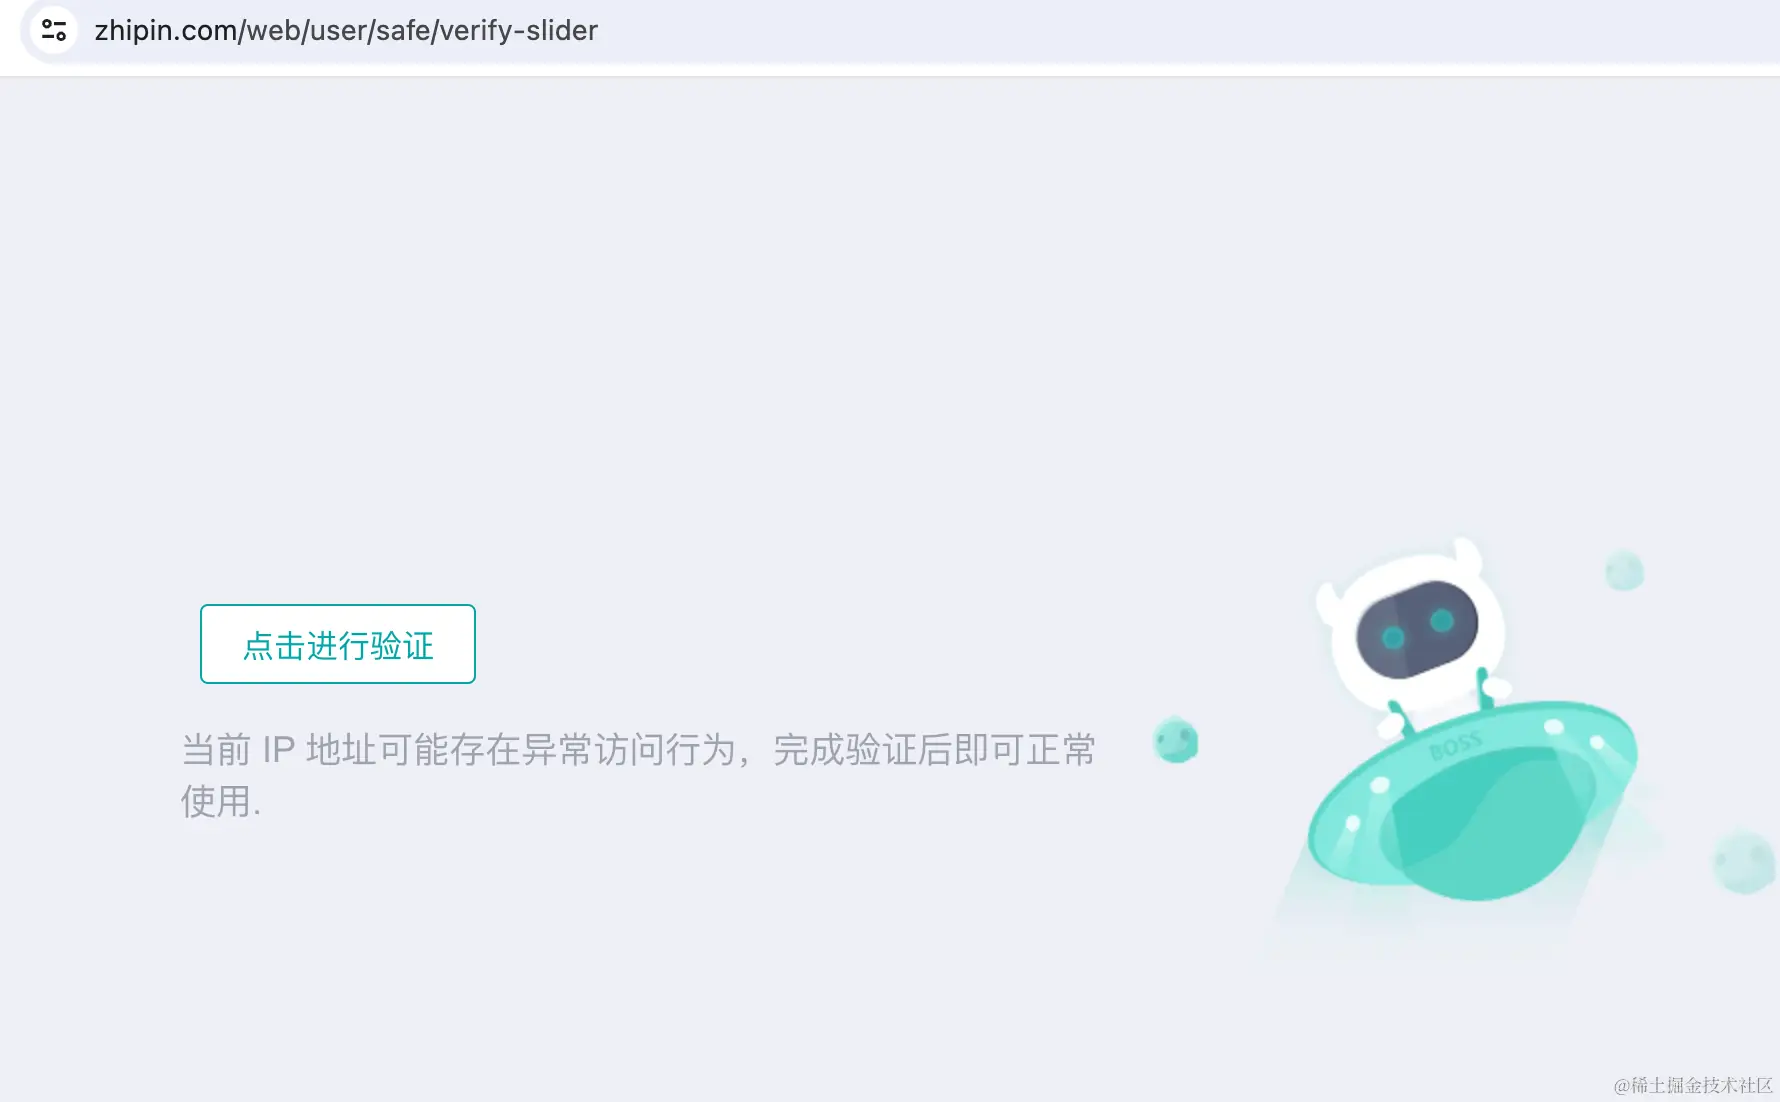 zhipin.com/web/user/safe/verify-slider
点击进行验证
当前 IP 地址可能存在异常访问行为，完成验证后即可正常
使用.
BOSS
@稀土掘金技术社区